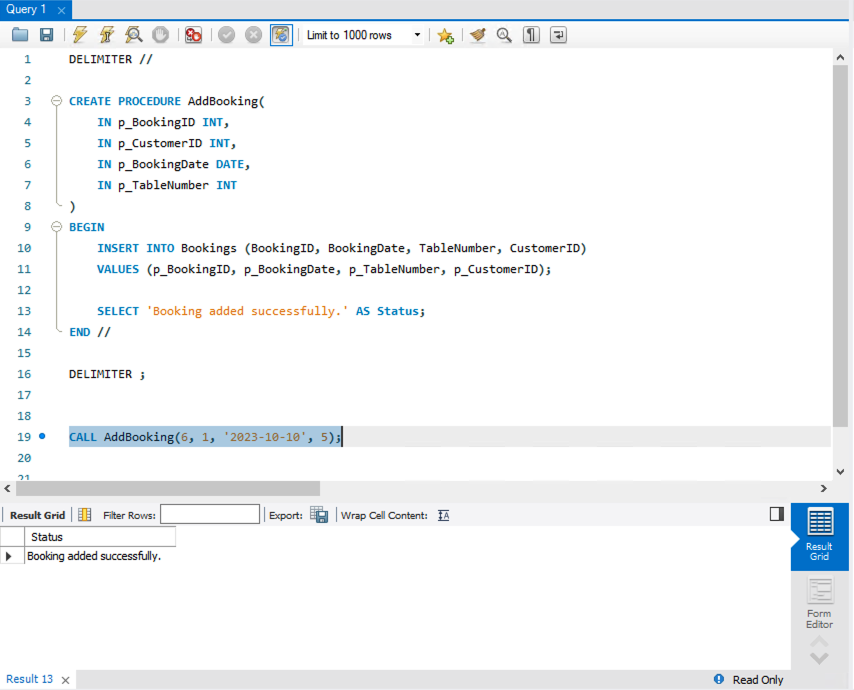 Query 1
Limit to 1000 rows
1 DELIMITER //
2
3 CREATE PROCEDURE AddBooking(
4 IN p_BookingID INT,
5 IN p_CustomerID INT,
6 IN p_BookingDate DATE,
7 IN p_TableNumber INT
8 )
9 BEGIN
10 INSERT INTO Bookings (BookingID, BookingDate, TableNumber, CustomerID)
11 VALUES (p_BookingID, p_BookingDate, p_TableNumber, p_CustomerID);
12
13 SELECT 'Booking added successfully.' AS Status;
14 END //
15
16 DELIMITER ;
17
18
19 CALL AddBooking(6, 1, '2023-10-10', 5);
20
21
Result Grid Filter Rows: Export: Wrap Cell Content:
Status
Booking added successfully.
Result
Grid
Form
Editor
Result 13 Read Only